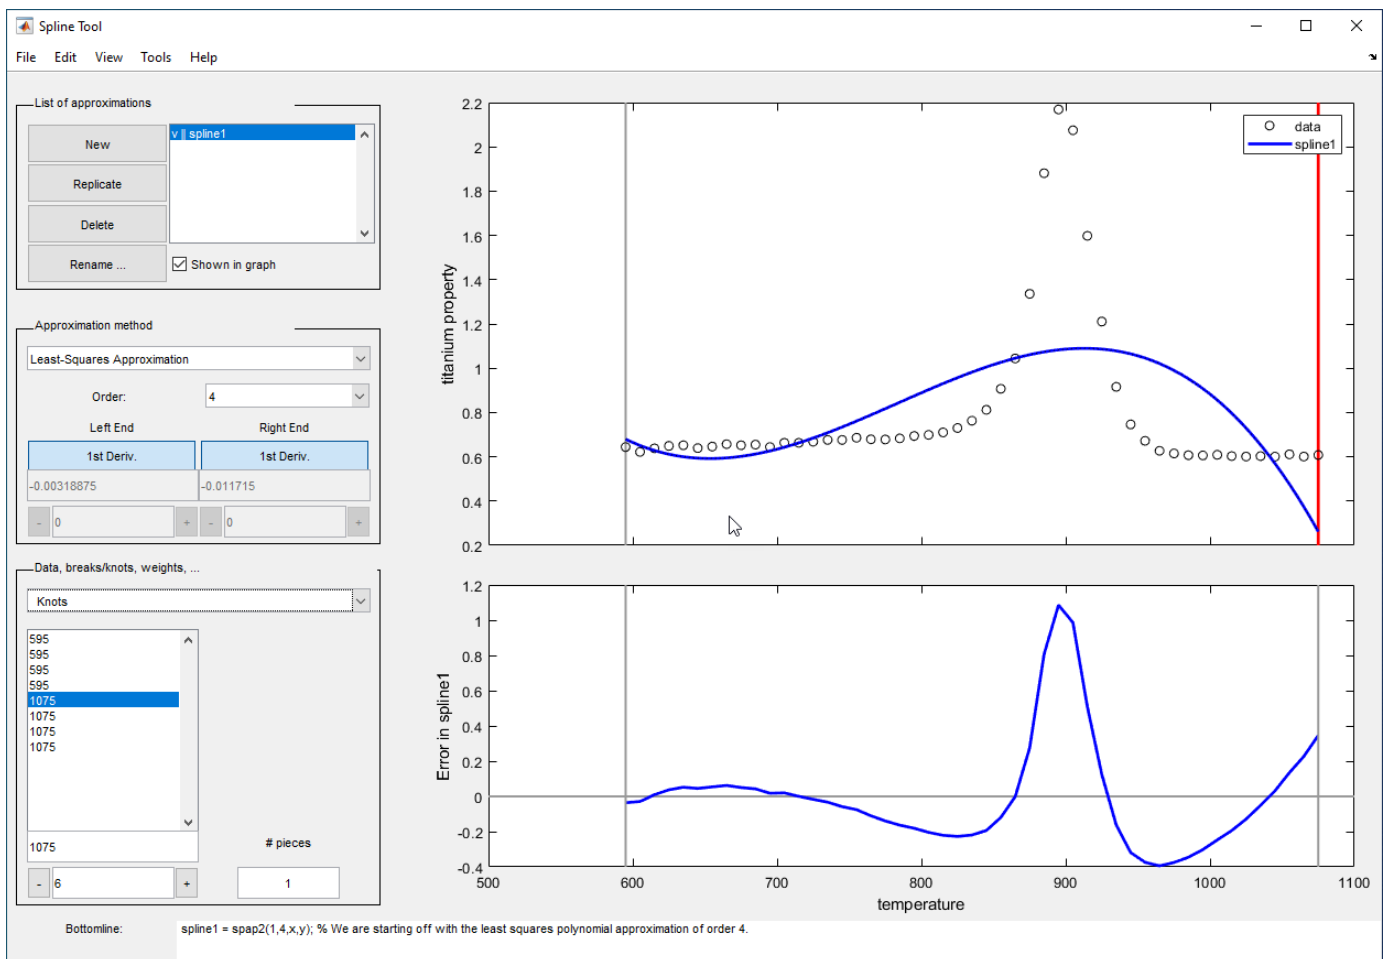 Spline Tool
File Edit View Tools Help
List of approximations
New
Replicate
Delete
Rename ...
v || spline1
Shown in graph
Approximation method
Least-Squares Approximation
Order: 4
Left End Right End
1st Deriv. 1st Deriv.
-0.00318875 -0.011715
- 0 + - 0 +
Data, breaks/knots, weights, ...
Knots
595
595
595
595
1075
1075
1075
1075
1075
# pieces
- 6 + 1
2.2
2
1.8
1.6
1.4
1.2
1
0.8
0.6
0.4
0.2
titanium property
data
spline1
1.2
1
0.8
0.6
0.4
0.2
0
-0.2
-0.4
Error in spline1
500 600 700 800 900 1000 1100
temperature
Bottomline: spline1 = spap2(1,4,x,y); % We are starting off with the least squares polynomial approximation of order 4.